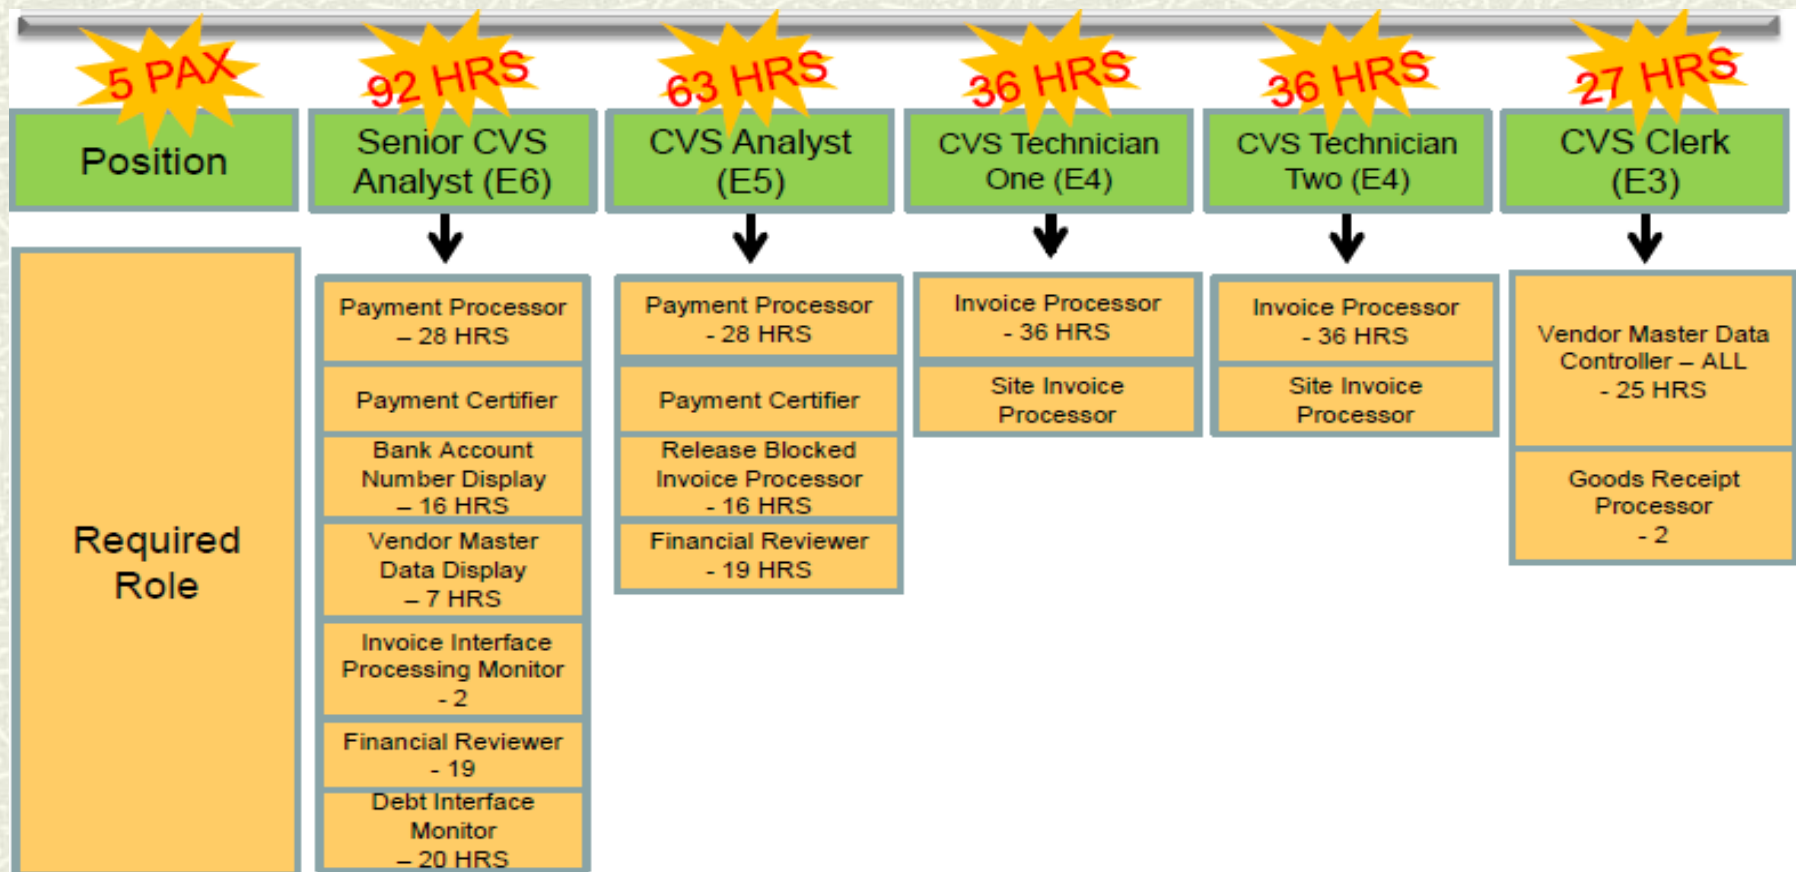 5 PAX
92 HRS
63 HRS
36 HRS
36 HRS
27 HRS
Position
Senior CVS
Analyst (E6)
CVS Analyst
(E5)
CVS Technician
One (E4)
CVS Technician
Two (E4)
CVS Clerk
(E3)
Required
Role
Payment Processor
– 28 HRS
Payment Certifier
Bank Account
Number Display
– 16 HRS
Vendor Master
Data Display
– 7 HRS
Invoice Interface
Processing Monitor
- 2
Financial Reviewer
- 19
Debt Interface
Monitor
– 20 HRS
Payment Processor
- 28 HRS
Payment Certifier
Release Blocked
Invoice Processor
- 16 HRS
Financial Reviewer
- 19 HRS
Invoice Processor
- 36 HRS
Site Invoice
Processor
Invoice Processor
- 36 HRS
Site Invoice
Processor
Vendor Master Data
Controller – ALL
- 25 HRS
Goods Receipt
Processor
- 2